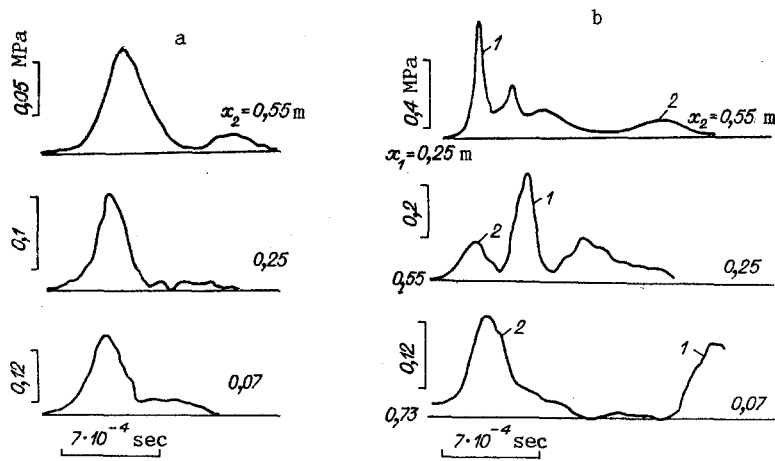 a
0,05 MPa
x₂ = 0,55 m
0,1
0,25
0,12
0,07
7·10⁻⁴ sec
b
1
0,4 MPa
2
x₂ = 0,55 m
x₁ = 0,25 m
0,2
2
1
0,55
0,25
0,12
2
1
0,73
0,07
7·10⁻⁴ sec